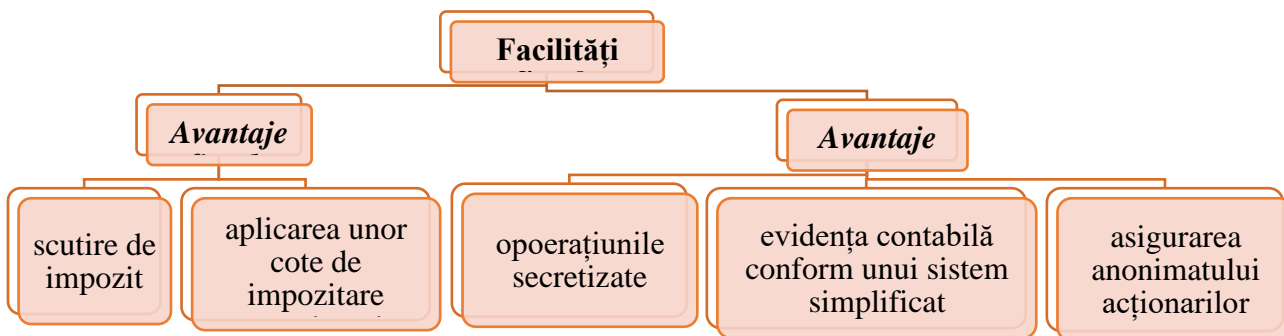 Facilități
Avantaje
Avantaje
scutire de
impozit
aplicarea unor
cote de
impozitare
opoerațiunile
secretizate
evidența contabilă
conform unui sistem
simplificat
asigurarea
anonimatului
acționarilor